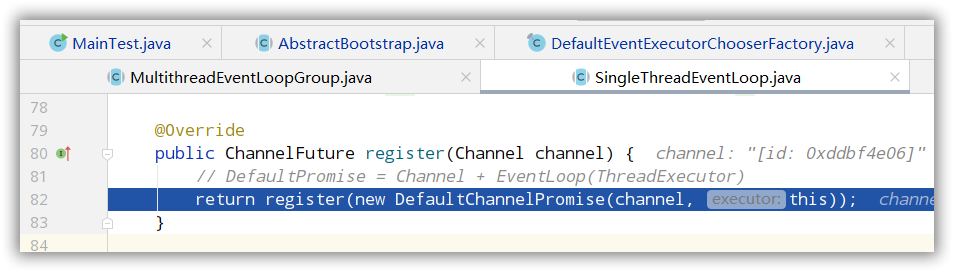 MainTest.java AbstractBootstrap.java DefaultEventExecutorChooserFactory.java
MultithreadEventLoopGroup.java SingleThreadEventLoop.java
78
79 @Override
80 public ChannelFuture register(Channel channel) { channel: "[id: 0xddbf4e06]"
81 // DefaultPromise = Channel + EventLoop(ThreadExecutor)
82 return register(new DefaultChannelPromise(channel, executor: this)); channe
83 }
84